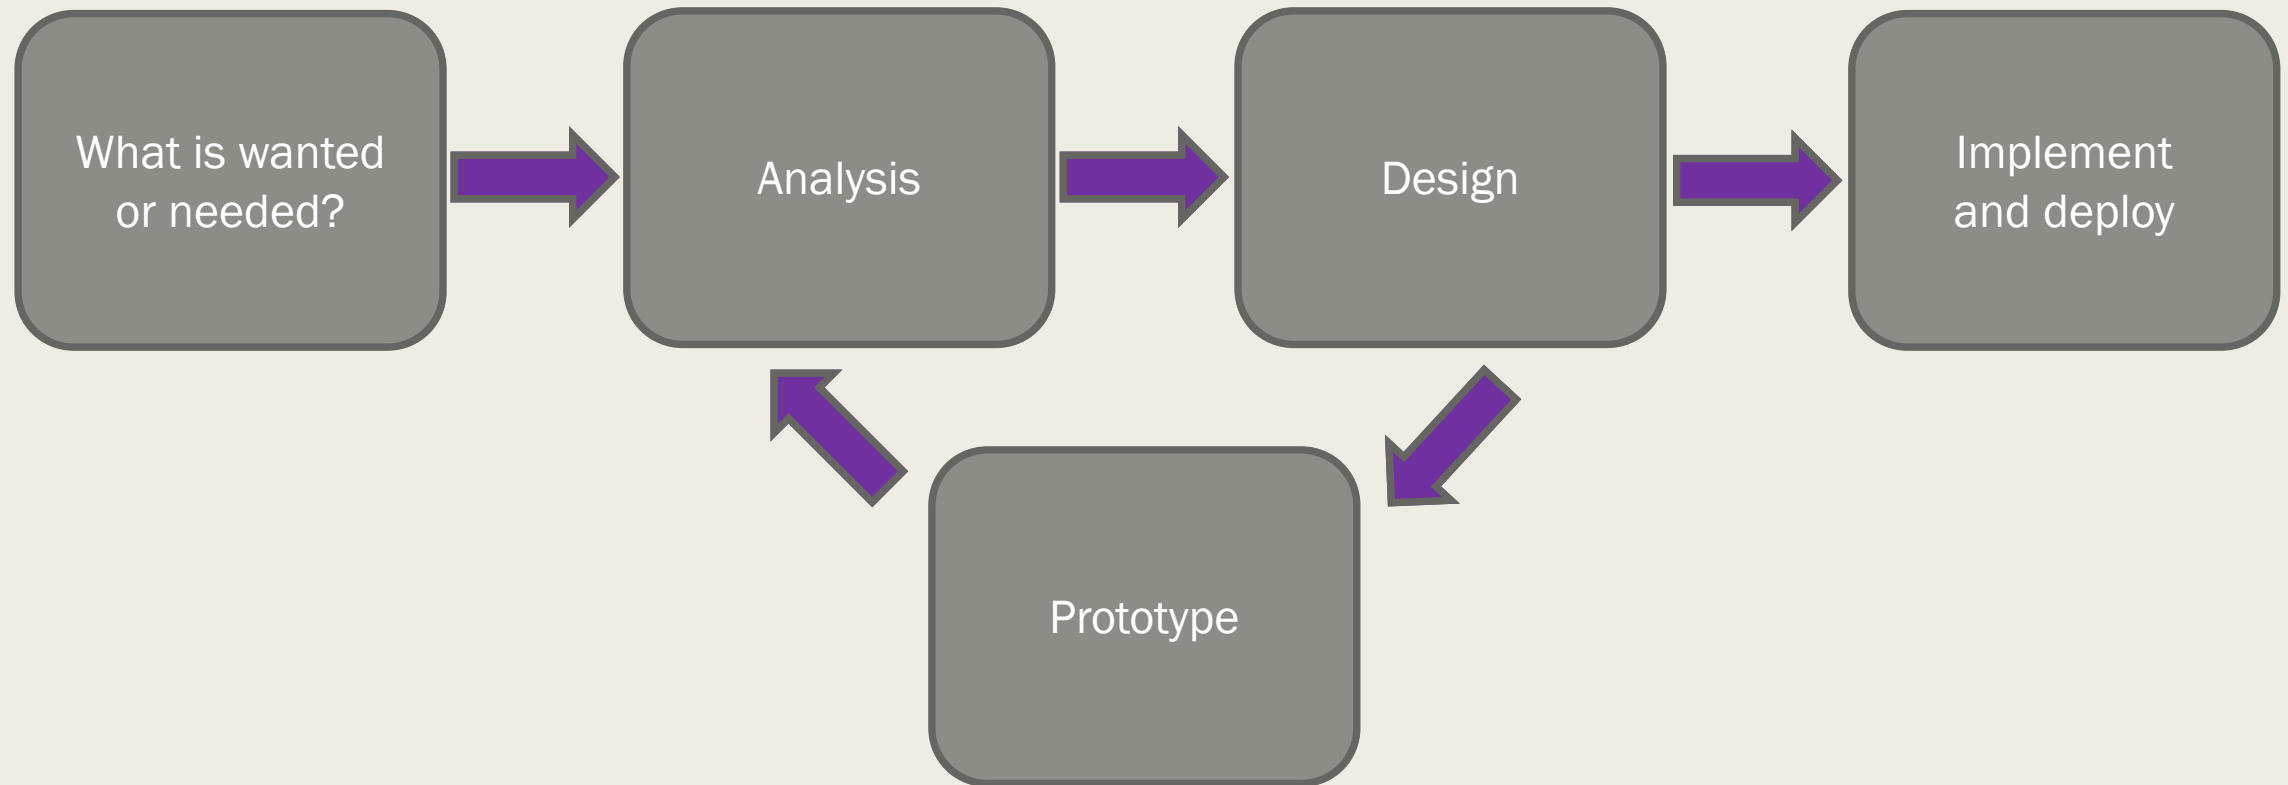 What is wanted
or needed?
Analysis
Design
Implement
and deploy
Prototype